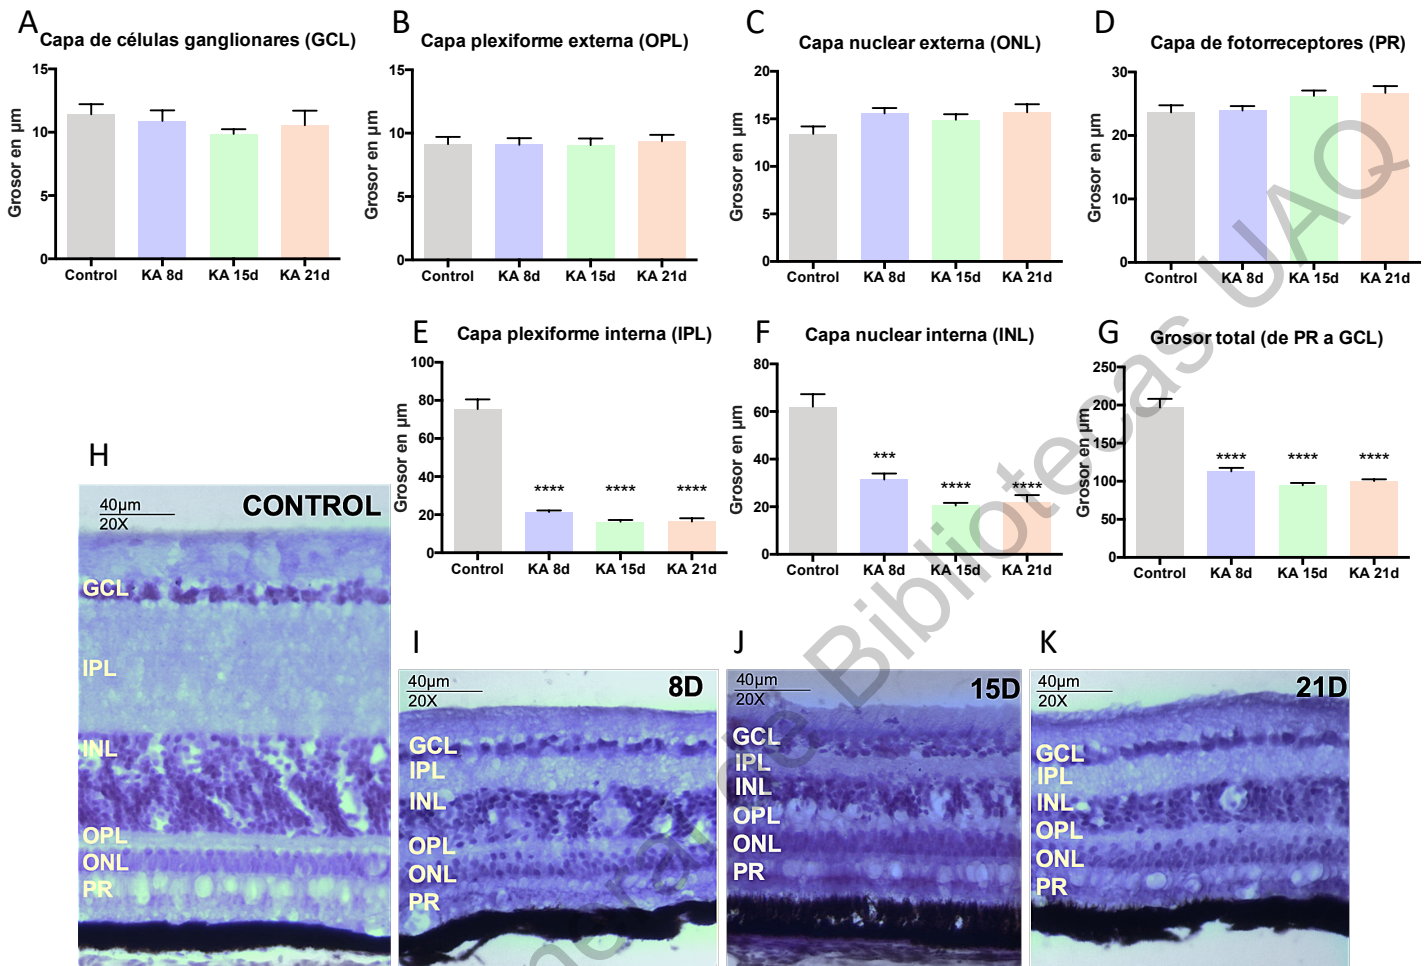 A
Capa de células ganglionares (GCL)
Grosor en µm
15
10
5
0
Control KA 8d KA 15d KA 21d
B
Capa plexiforme externa (OPL)
Grosor en µm
15
10
5
0
Control KA 8d KA 15d KA 21d
C
Capa nuclear externa (ONL)
Grosor en µm
20
15
10
5
0
Control KA 8d KA 15d KA 21d
D
Capa de fotorreceptores (PR)
Grosor en µm
30
20
10
0
Control KA 8d KA 15d KA 21d
E
Capa plexiforme interna (IPL)
Grosor en µm
100
80
60
40
20
0
**** **** ****
Control KA 8d KA 15d KA 21d
F
Capa nuclear interna (INL)
Grosor en µm
80
60
40
20
0
*** **** ****
Control KA 8d KA 15d KA 21d
G
Grosor total (de PR a GCL)
Grosor en µm
250
200
150
100
50
0
**** **** ****
Control KA 8d KA 15d KA 21d
H
40µm
20X
CONTROL
GCL
IPL
INL
OPL
ONL
PR
I
40µm
20X
8D
GCL
IPL
INL
OPL
ONL
PR
J
40µm
20X
15D
GCL
IPL
INL
OPL
ONL
PR
K
40µm
20X
21D
GCL
IPL
INL
OPL
ONL
PR
de Bibliotecas UAQ